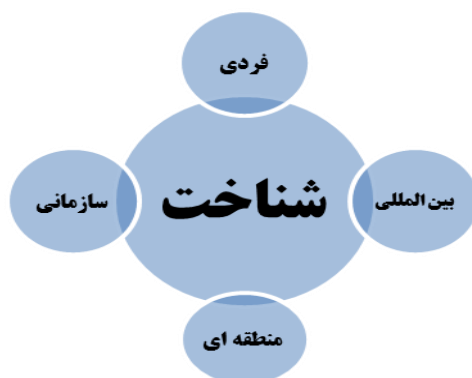 فردی
سازمانی
شناخت
بین المللی
منطقه ای